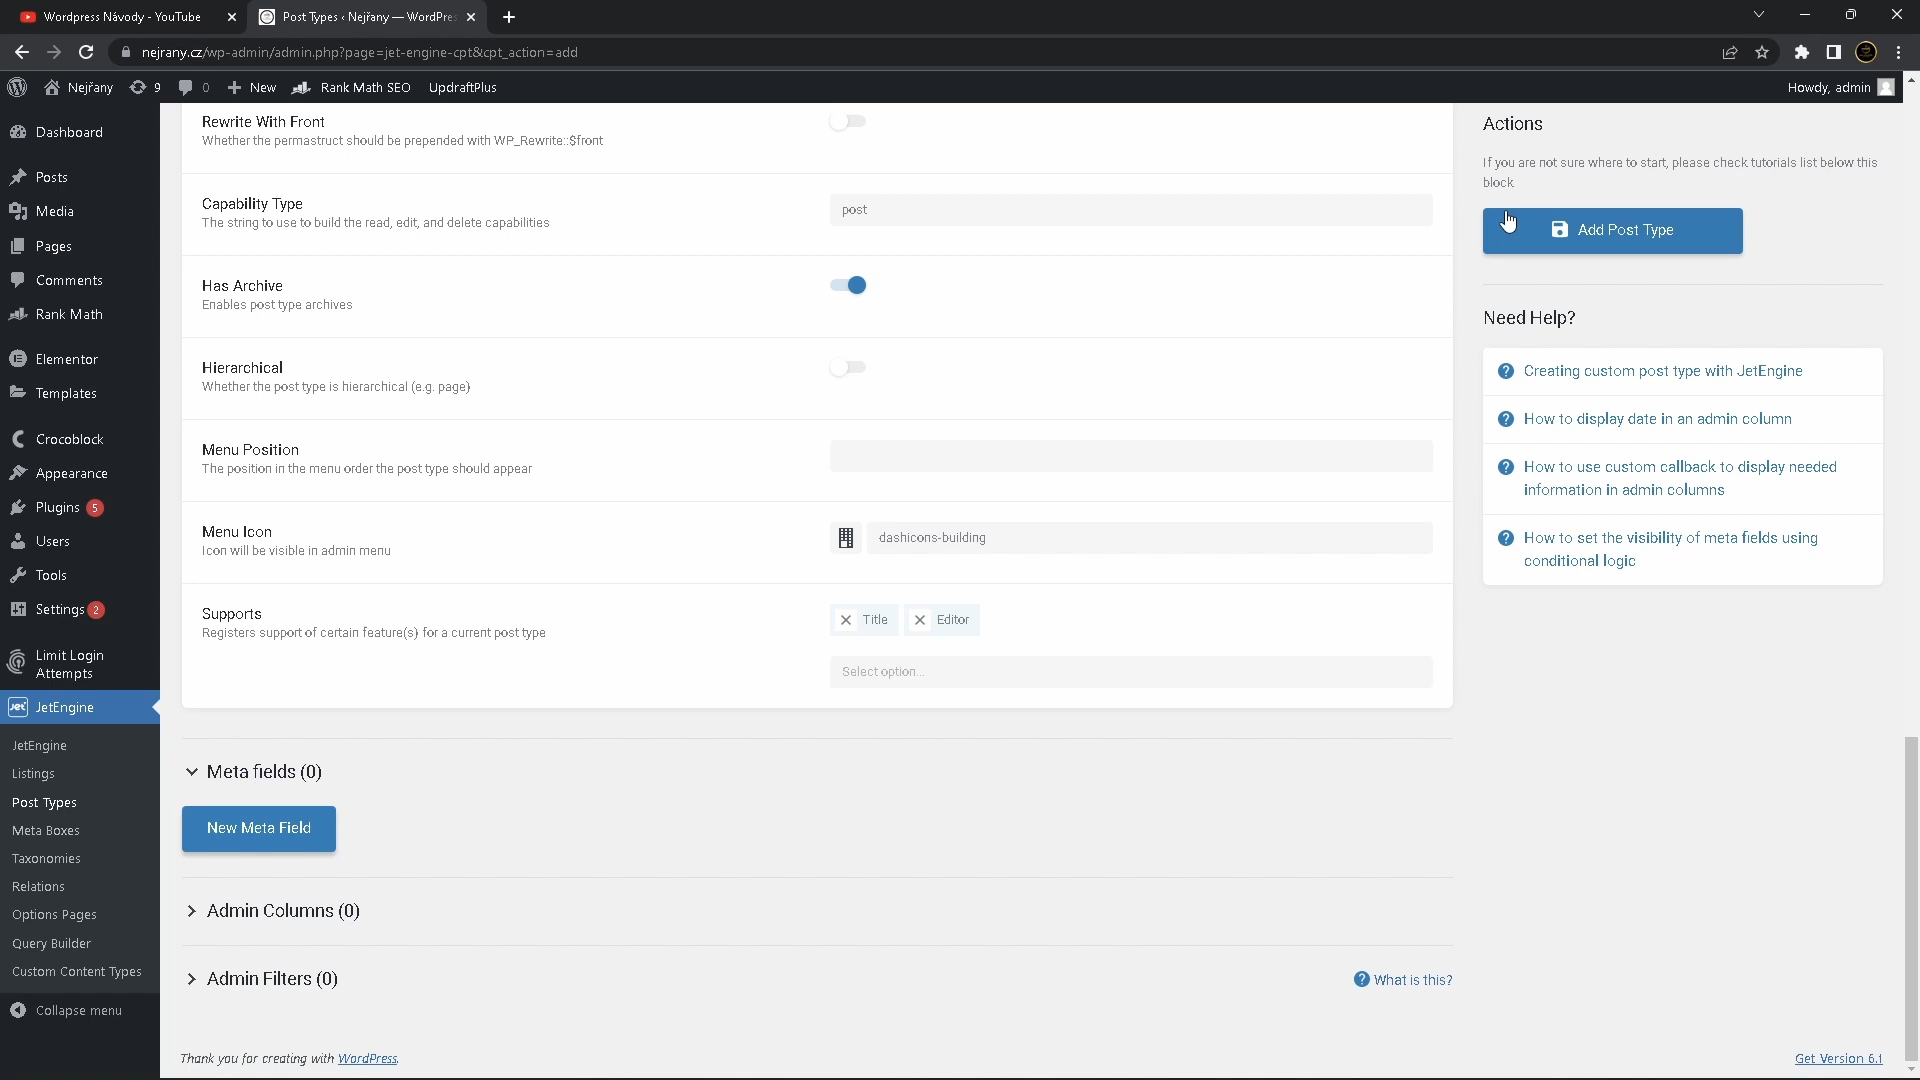 Wordpress Návody - YouTube
Post Types ‹ Nejřany — WordPres
nejrany.cz/wp-admin/admin.php?page=jet-engine-cpt&cpt_action=add
Nejřany
9
0
New
Rank Math SEO
UpdraftPlus
Howdy, admin
Dashboard
Posts
Media
Pages
Comments
Rank Math
Elementor
Templates
Crocoblock
Appearance
Plugins 5
Users
Tools
Settings 2
Limit Login
Attempts
Jet JetEngine
JetEngine
Listings
Post Types
Meta Boxes
Taxonomies
Relations
Options Pages
Query Builder
Custom Content Types
Collapse menu
Rewrite With Front
Whether the permastruct should be prepended with WP_Rewrite::$front
Capability Type
The string to use to build the read, edit, and delete capabilities
post
Has Archive
Enables post type archives
Hierarchical
Whether the post type is hierarchical (e.g. page)
Menu Position
The position in the menu order the post type should appear
Menu Icon
Icon will be visible in admin menu
dashicons-building
Supports
Registers support of certain feature(s) for a current post type
Title
Editor
Select option...
Meta fields (0)
New Meta Field
Admin Columns (0)
Admin Filters (0)
What is this?
Thank you for creating with WordPress.
Get Version 6.1
Actions
If you are not sure where to start, please check tutorials list below this
block
Add Post Type
Need Help?
Creating custom post type with JetEngine
How to display date in an admin column
How to use custom callback to display needed
information in admin columns
How to set the visibility of meta fields using
conditional logic